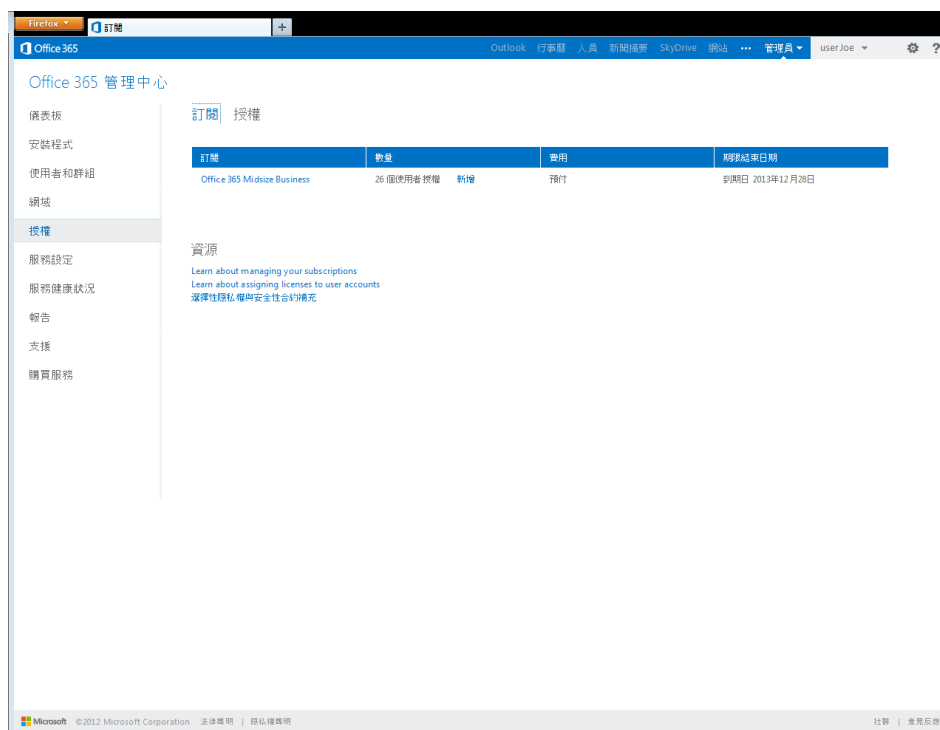 Firefox
訂閱
+
Office 365
Outlook 行事曆 人員 新聞摘要 SkyDrive 網站 ••• 管理員 userJoe ?
Office 365 管理中心
儀表板
安裝程式
使用者和群組
網域
授權
服務設定
服務健康狀況
報告
支援
購買服務
訂閱 授權
訂閱 數量 費用 期限結束日期
Office 365 Midsize Business 26 個使用者授權 新增 預付 到期日 2013年12月28日
資源
Learn about managing your subscriptions
Learn about assigning licenses to user accounts
選擇性隱私權與安全性合約補充
Microsoft ©2012 Microsoft Corporation 法律聲明 | 隱私權聲明
社群 | 意見反應